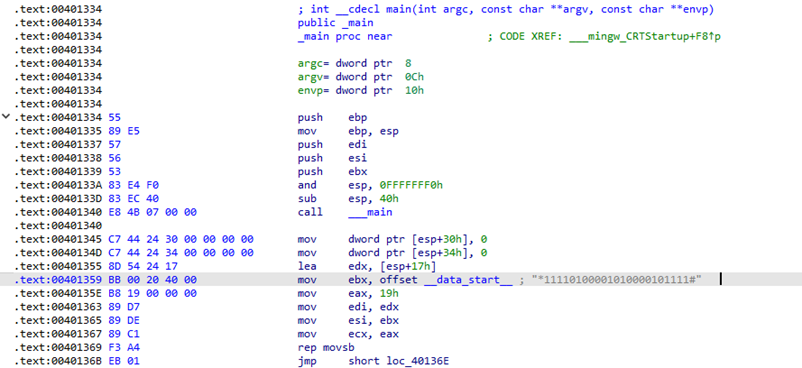 .text:00401334 ; int __cdecl main(int argc, const char **argv, const char **envp)
.text:00401334 public _main
.text:00401334 _main proc near ; CODE XREF: ___mingw_CRTStartup+F8↑p
.text:00401334
.text:00401334 argc= dword ptr 8
.text:00401334 argv= dword ptr 0Ch
.text:00401334 envp= dword ptr 10h
.text:00401334
.text:00401334 55 push ebp
.text:00401335 89 E5 mov ebp, esp
.text:00401337 57 push edi
.text:00401338 56 push esi
.text:00401339 53 push ebx
.text:0040133A 83 E4 F0 and esp, 0FFFFFFF0h
.text:0040133D 83 EC 40 sub esp, 40h
.text:00401340 E8 4B 07 00 00 call ___main
.text:00401340
.text:00401345 C7 44 24 30 00 00 00 00 mov dword ptr [esp+30h], 0
.text:0040134D C7 44 24 34 00 00 00 00 mov dword ptr [esp+34h], 0
.text:00401355 8D 54 24 17 lea edx, [esp+17h]
.text:00401359 BB 00 20 40 00 mov ebx, offset __data_start__ ; "*11110100001010000101111#"
.text:0040135E B8 19 00 00 00 mov eax, 19h
.text:00401363 89 D7 mov edi, edx
.text:00401365 89 DE mov esi, ebx
.text:00401367 89 C1 mov ecx, eax
.text:00401369 F3 A4 rep movsb
.text:0040136B EB 01 jmp short loc_40136E